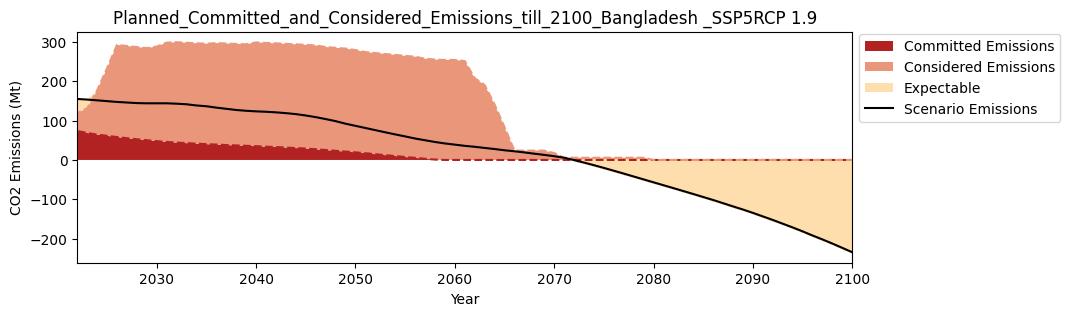 Planned_Committed_and_Considered_Emissions_till_2100_Bangladesh _SSP5RCP 1.9
Committed Emissions
Considered Emissions
Expectable
Scenario Emissions
CO2 Emissions (Mt)
300
200
100
0
−100
−200
2030
2040
2050
2060
2070
2080
2090
2100
Year